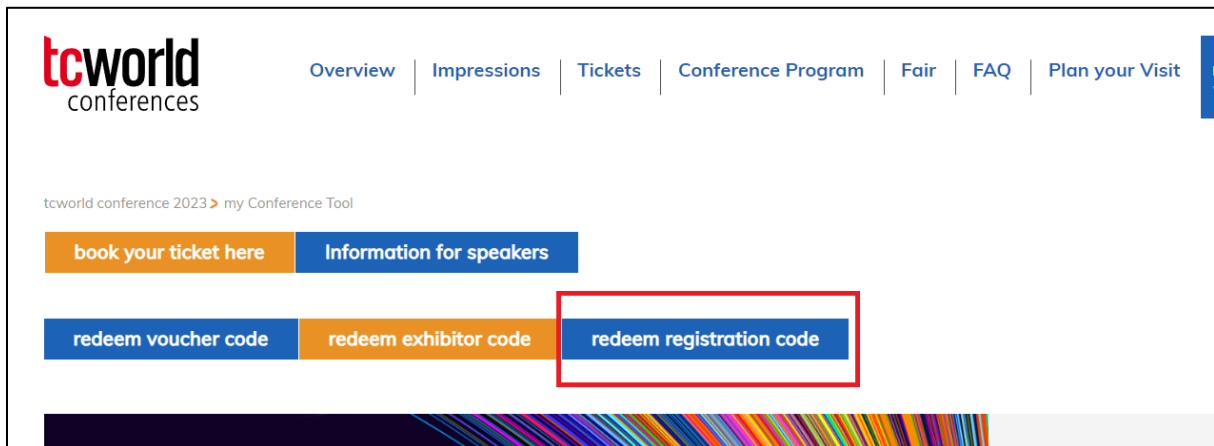 tcworld
conferences
Overview
Impressions
Tickets
Conference Program
Fair
FAQ
Plan your Visit
tcworld conference 2023 > my Conference Tool
book your ticket here
Information for speakers
redeem voucher code
redeem exhibitor code
redeem registration code